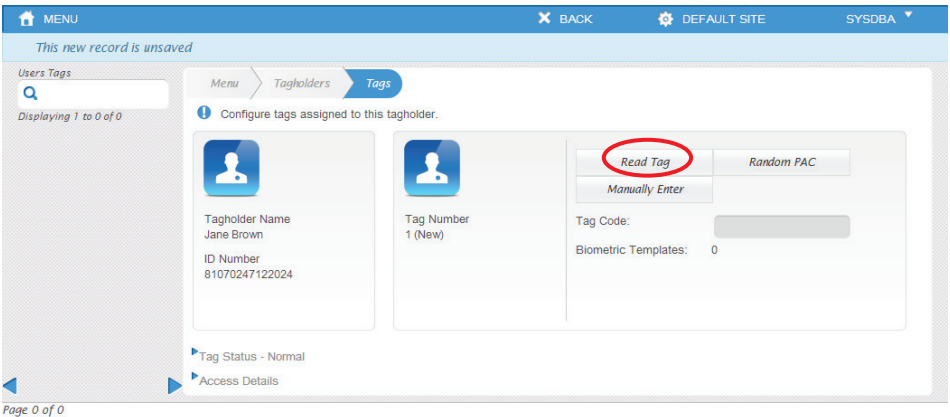 MENU
BACK
DEFAULT SITE
SYSDBA
This new record is unsaved
Users Tags
Displaying 1 to 0 of 0
Menu
Tagholders
Tags
Configure tags assigned to this tagholder.
Tagholder Name
Jane Brown
ID Number
81070247122024
Tag Number
1 (New)
Read Tag
Random PAC
Manually Enter
Tag Code:
Biometric Templates: 0
Tag Status - Normal
Access Details
Page 0 of 0